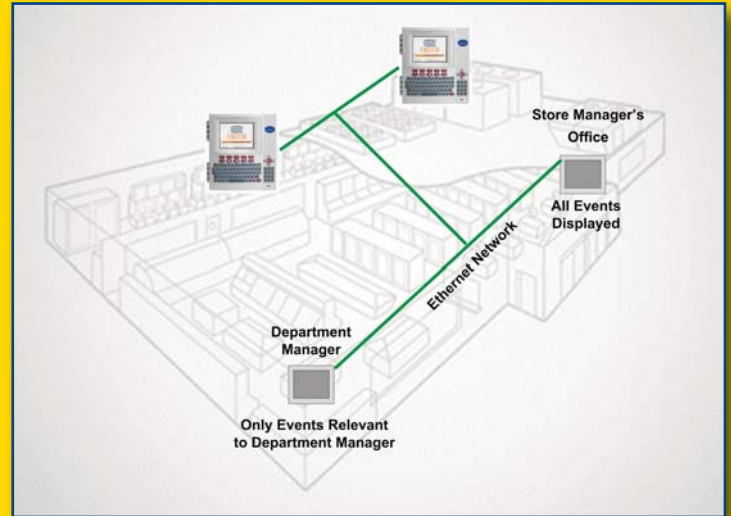 Store Manager's
Office
All Events
Displayed
Ethernet Network
Department
Manager
Only Events Relevant
to Department Manager